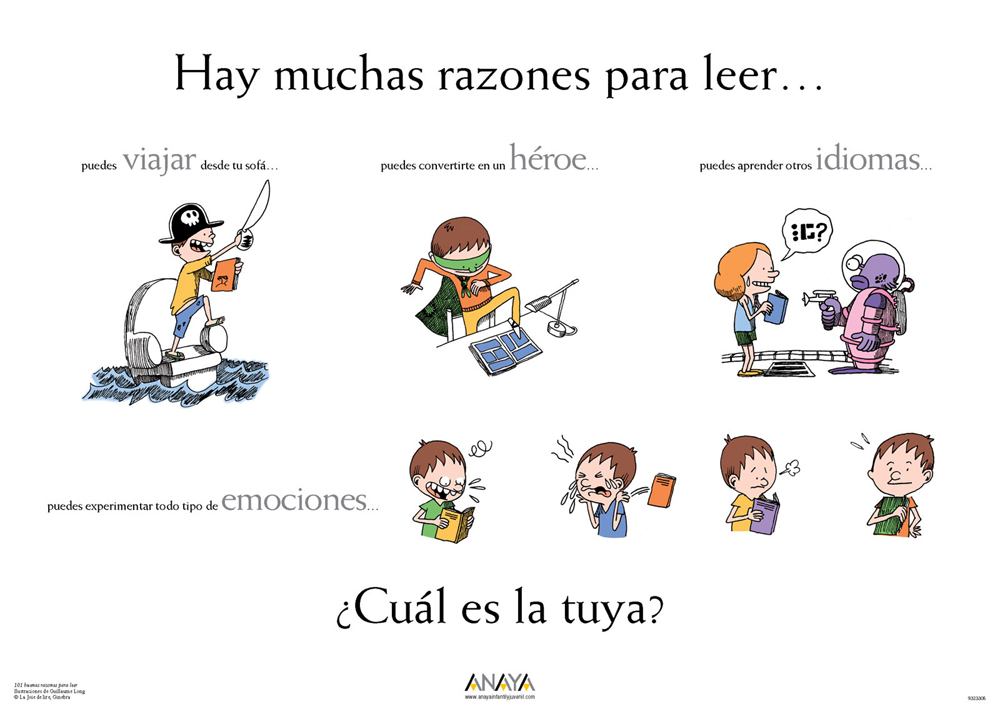 Hay muchas razones para leer...
puedes viajar desde tu sofá...
puedes convertirte en un héroe...
puedes aprender otros idiomas...
?
puedes experimentar todo tipo de emociones...
¿Cuál es la tuya?
101 buenas razones para leer
Ilustraciones de Guillaume Long
© La Joie de lire, Ginebra
ANAYA
www.anayainfantilyjuvenil.com